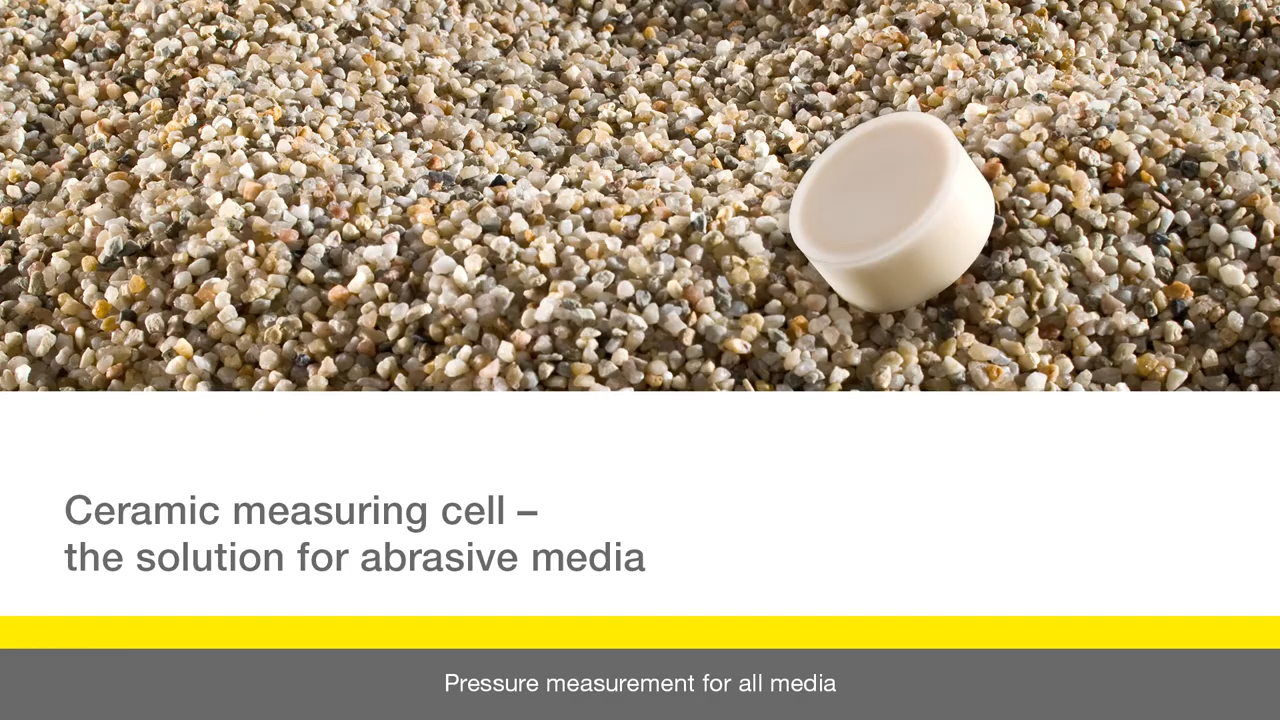 Ceramic measuring cell –
the solution for abrasive media
Pressure measurement for all media